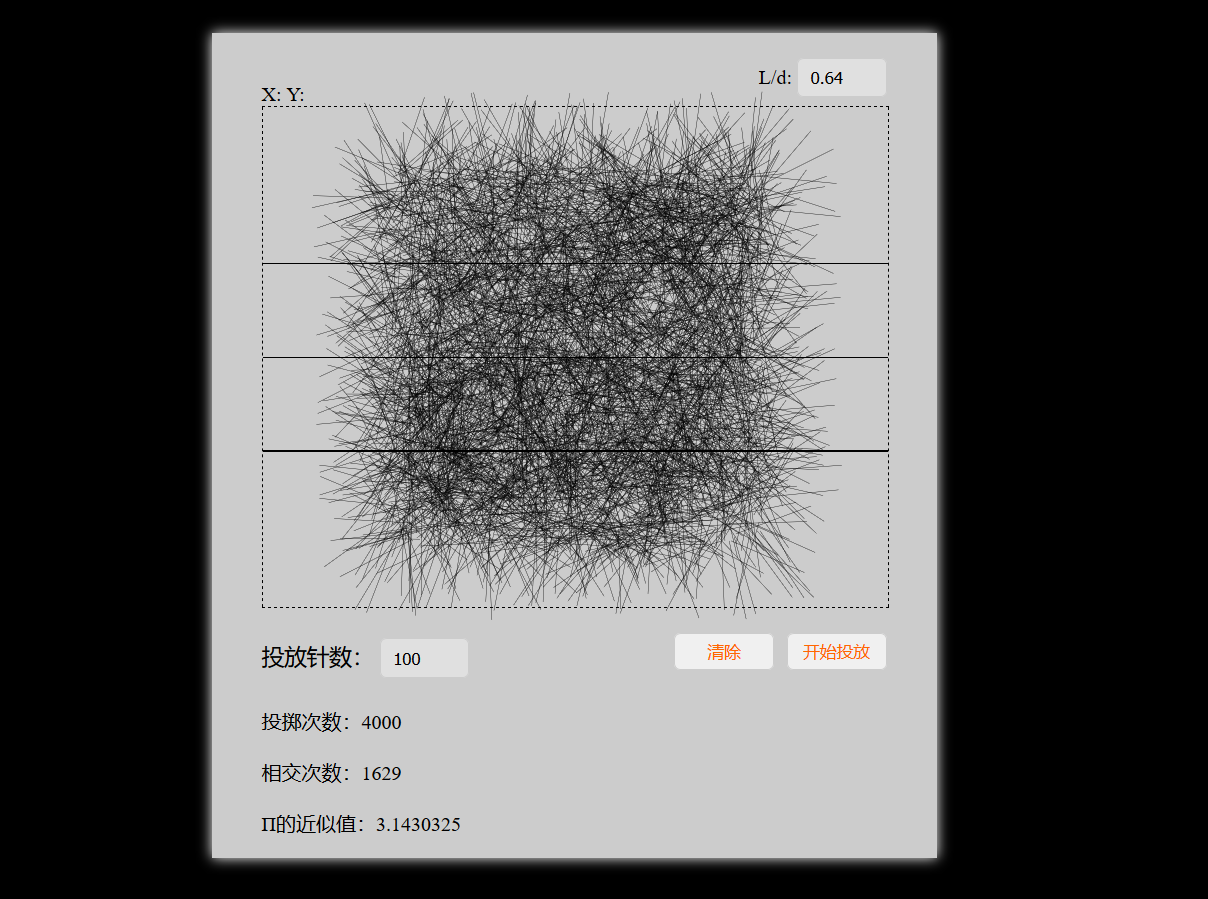 L/d: 0.64
X: Y:
投放针数： 100
清除 开始投放
投掷次数：4000
相交次数：1629
Π的近似值：3.1430325